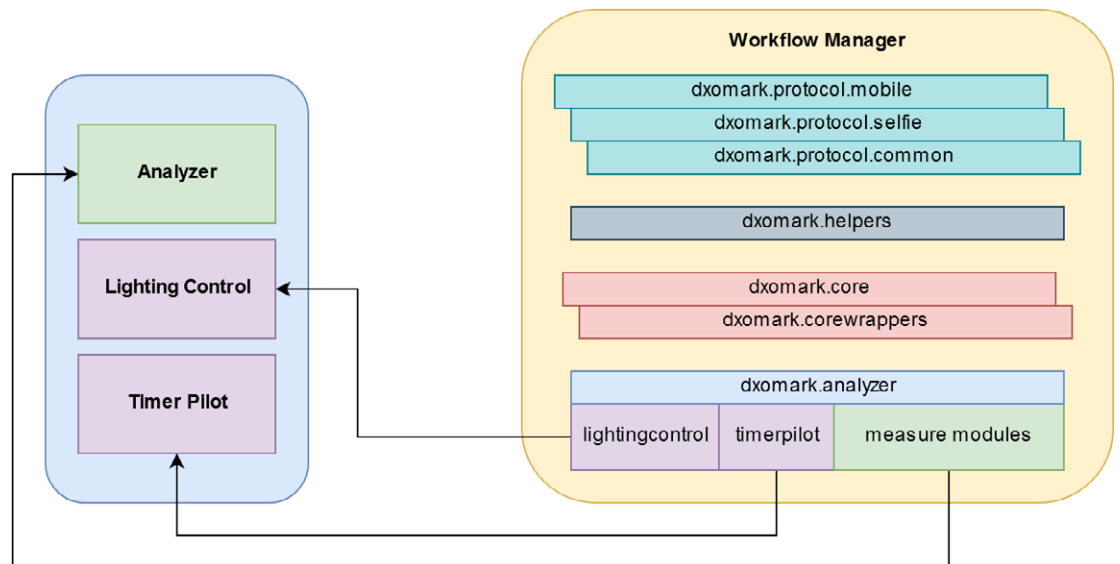 Workflow Manager
dxomark.protocol.mobile
dxomark.protocol.selfie
dxomark.protocol.common
dxomark.helpers
dxomark.core
dxomark.corewrappers
dxomark.analyzer
lightingcontrol
timerpilot
measure modules
Analyzer
Lighting Control
Timer Pilot